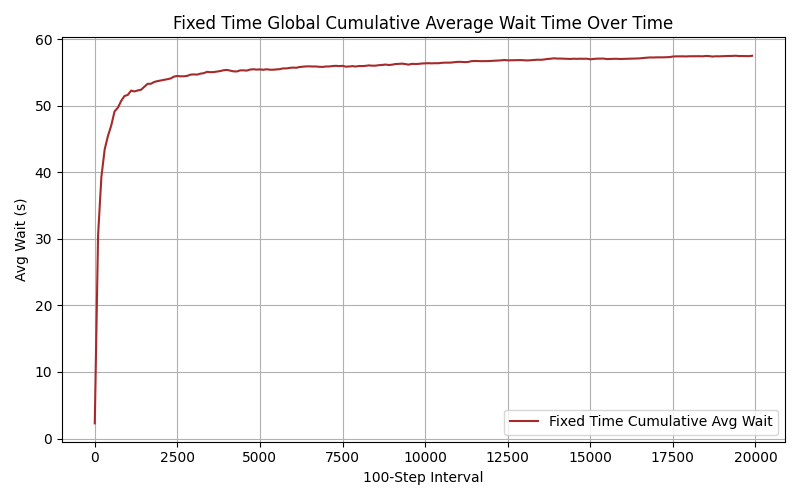 Fixed Time Global Cumulative Average Wait Time Over Time
60
50
40
30
20
10
0
Avg Wait (s)
Fixed Time Cumulative Avg Wait
0 2500 5000 7500 10000 12500 15000 17500 20000
100-Step Interval